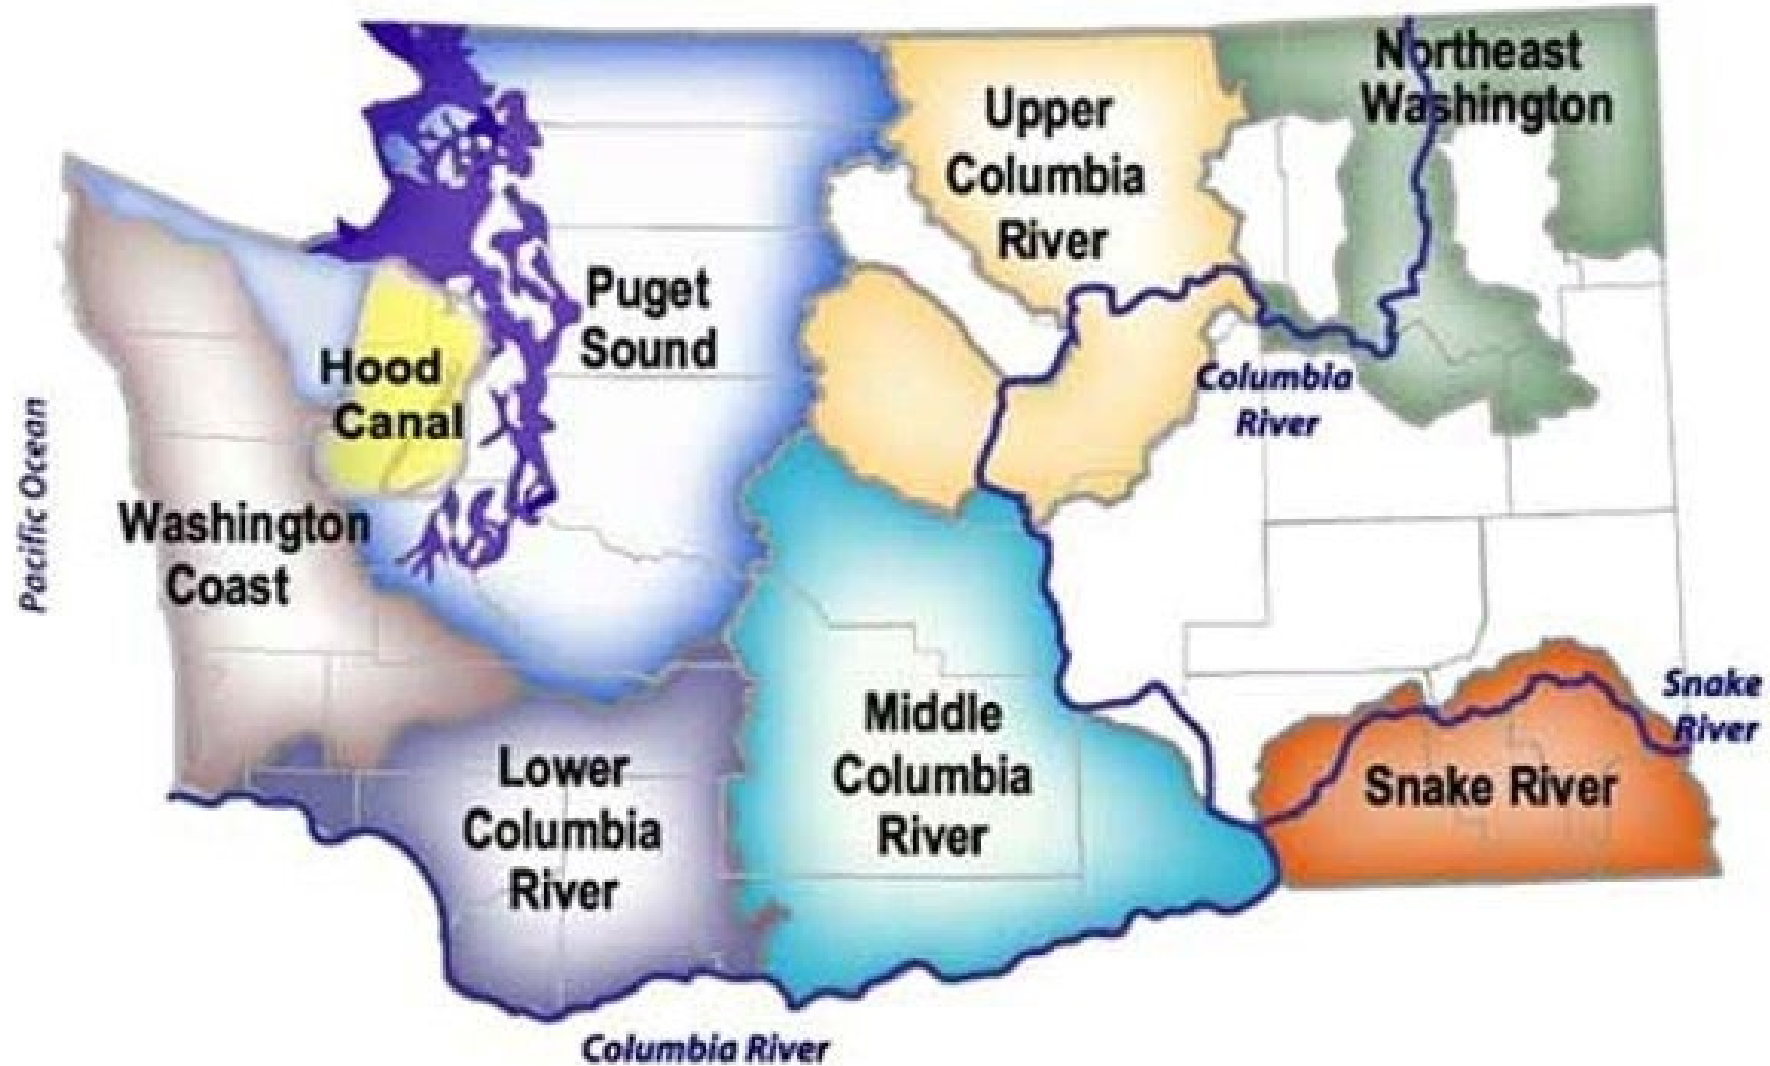 Northeast
Washington
Upper
Columbia
River
Puget
Sound
Hood
Canal
Columbia
River
Pacific Ocean
Washington
Coast
Snake
River
Middle
Columbia
River
Lower
Columbia
River
Snake River
Columbia River